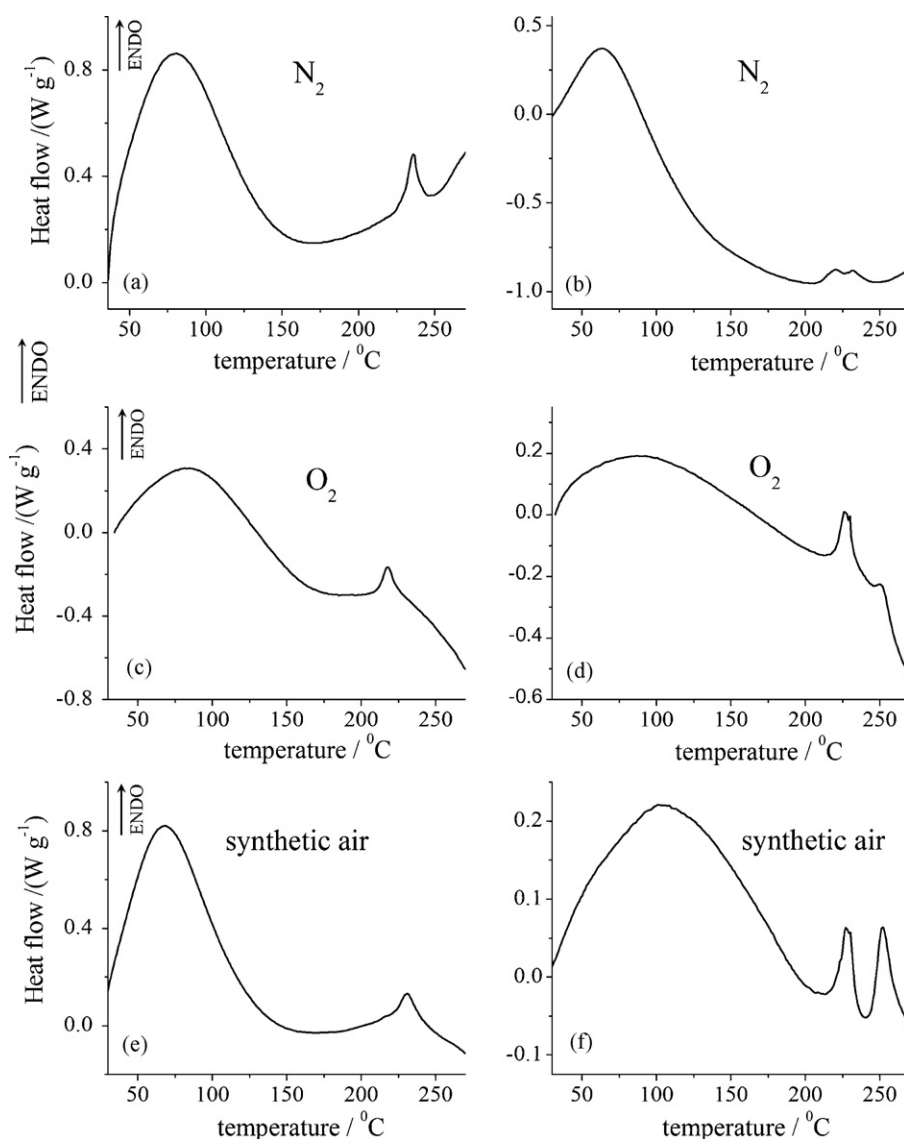 ENDO
N2
0.8
0.4
0.0
Heat flow /(W g-1)
(a)
50 100 150 200 250
temperature / 0C
N2
0.5
0.0
-0.5
-1.0
(b)
50 100 150 200 250
temperature / 0C
ENDO
ENDO
O2
0.4
0.0
-0.4
-0.8
Heat flow /(W g-1)
(c)
50 100 150 200 250
temperature / 0C
O2
0.2
0.0
-0.2
-0.4
-0.6
(d)
50 100 150 200 250
temperature / 0C
ENDO
synthetic air
0.8
0.4
0.0
Heat flow /(W g-1)
(e)
50 100 150 200 250
temperature / 0C
synthetic air
0.2
0.1
0.0
-0.1
(f)
50 100 150 200 250
temperature / 0C